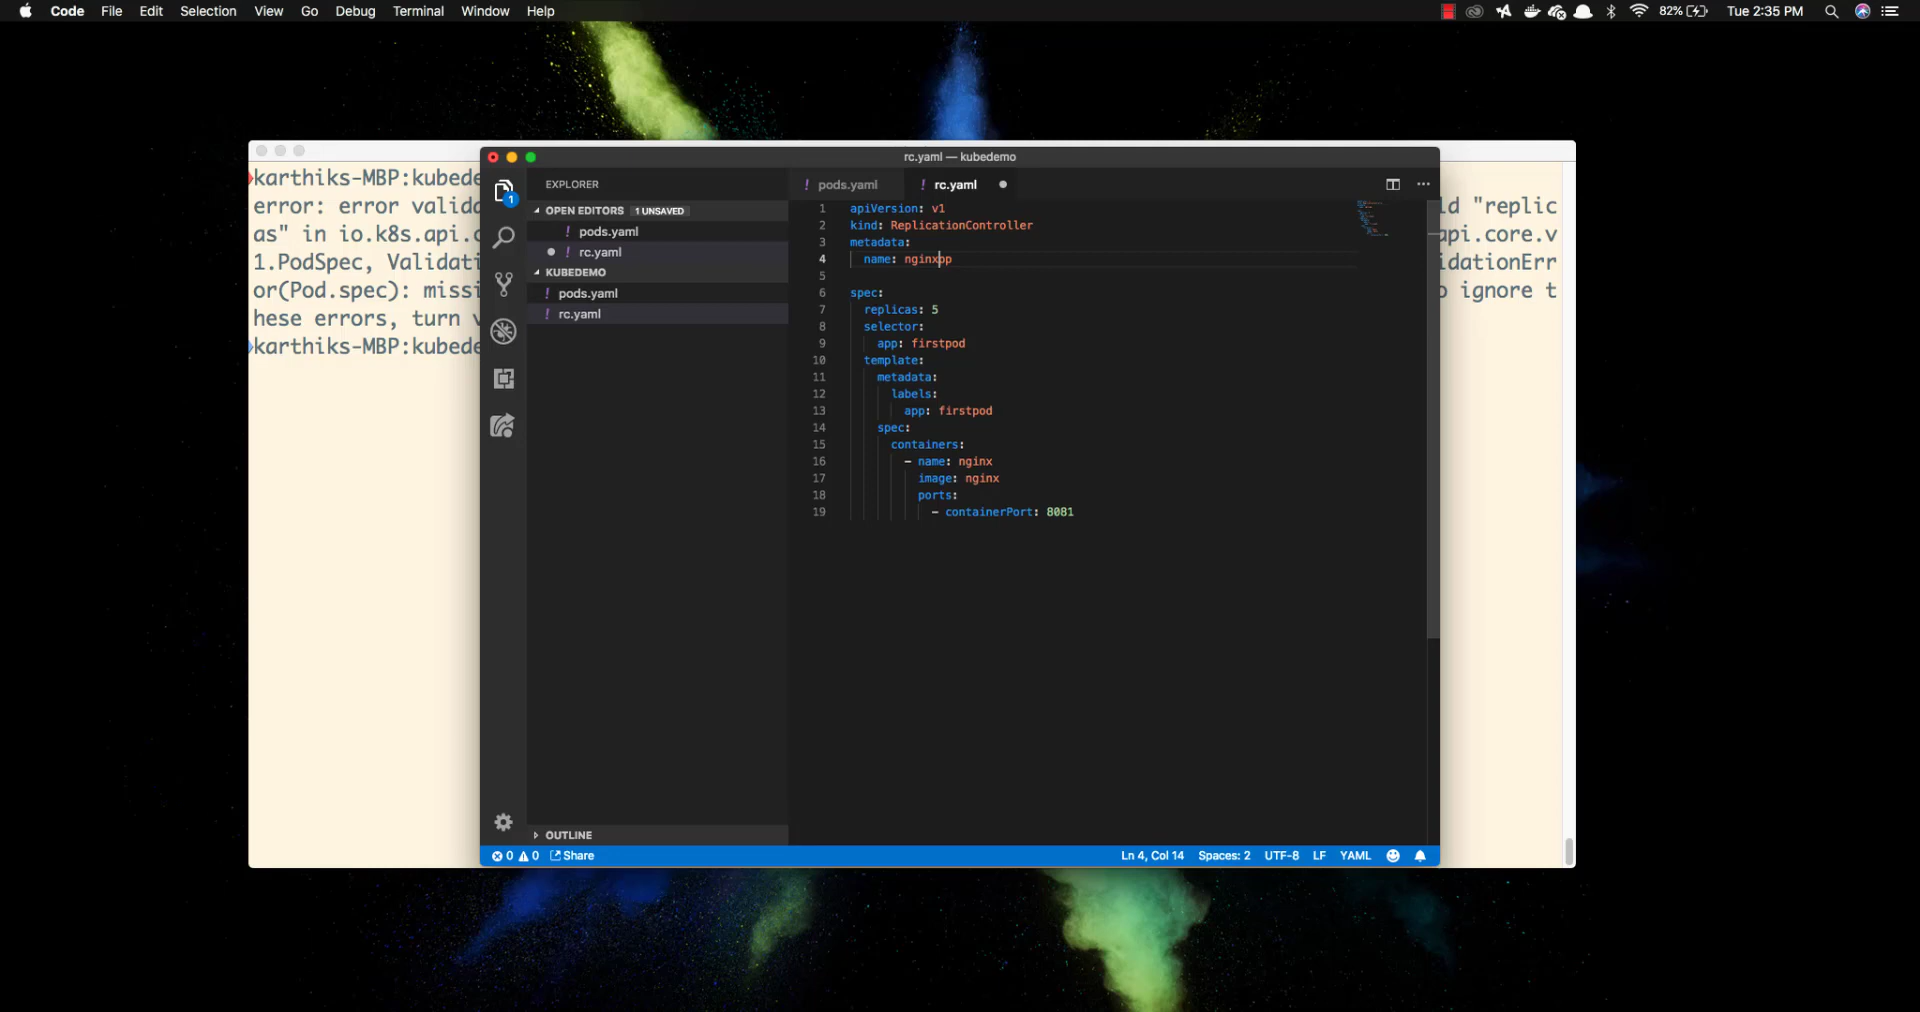 Code File Edit Selection View Go Debug Terminal Window Help 82% Tue 2:35 PM
rc.yaml — kubedemo
karthiks-MBP:kubede
error: error valida
as" in io.k8s.api.c
1.PodSpec, Validati
or(Pod.spec): missi
hese errors, turn v
karthiks-MBP:kubede
EXPLORER
OPEN EDITORS 1 UNSAVED
! pods.yaml
! rc.yaml
KUBEDEMO
! pods.yaml
! rc.yaml
OUTLINE
1
! pods.yaml ! rc.yaml
1 apiVersion: v1
2 kind: ReplicationController
3 metadata:
4 name: nginxpp
5
6 spec:
7 replicas: 5
8 selector:
9 app: firstpod
10 template:
11 metadata:
12 labels:
13 app: firstpod
14 spec:
15 containers:
16 - name: nginx
17 image: nginx
18 ports:
19 - containerPort: 8081
d "replic
api.core.v
idationErr
ignore t
0 0 Share Ln 4, Col 14 Spaces: 2 UTF-8 LF YAML